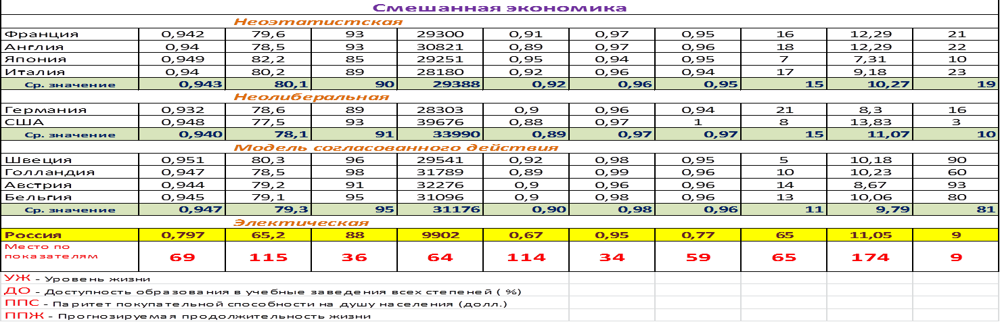 Смешанная экономика
Неоэтатистская
Франция 0,942 79,6 93 29300 0,91 0,97 0,95 16 12,29 21
Англия 0,94 78,5 93 30821 0,89 0,97 0,96 18 12,29 22
Япония 0,949 82,2 85 29251 0,95 0,94 0,95 7 7,31 10
Италия 0,94 80,2 89 28180 0,92 0,96 0,94 17 9,18 23
Ср. значение 0,943 80,1 90 29388 0,92 0,96 0,95 15 10,27 19
Неолиберальная
Германия 0,932 78,6 89 28303 0,9 0,96 0,94 21 8,3 16
США 0,948 77,5 93 39676 0,88 0,97 1 8 13,83 3
Ср. значение 0,940 78,1 91 33990 0,89 0,97 0,97 15 11,07 10
Модель согласованного действия
Швеция 0,951 80,3 96 29541 0,92 0,98 0,95 5 10,18 90
Голландия 0,947 78,5 98 31789 0,89 0,99 0,96 10 10,23 60
Австрия 0,944 79,2 91 32276 0,9 0,96 0,96 14 8,67 93
Бельгия 0,945 79,1 95 31096 0,9 0,98 0,96 13 10,06 80
Ср. значение 0,947 79,3 95 31176 0,90 0,98 0,96 11 9,79 81
Электическая
Россия 0,797 65,2 88 9902 0,67 0,95 0,77 65 11,05 9
Место по
показателям 69 115 36 64 114 34 59 65 174 9
УЖ - Уровень жизни
ДО - Доступность образования в учебные заведения всех степеней ( %)
ППС - Паритет покупательной способности на душу населения (долл.)
ППЖ - Прогнозируемая продолжительность жизни